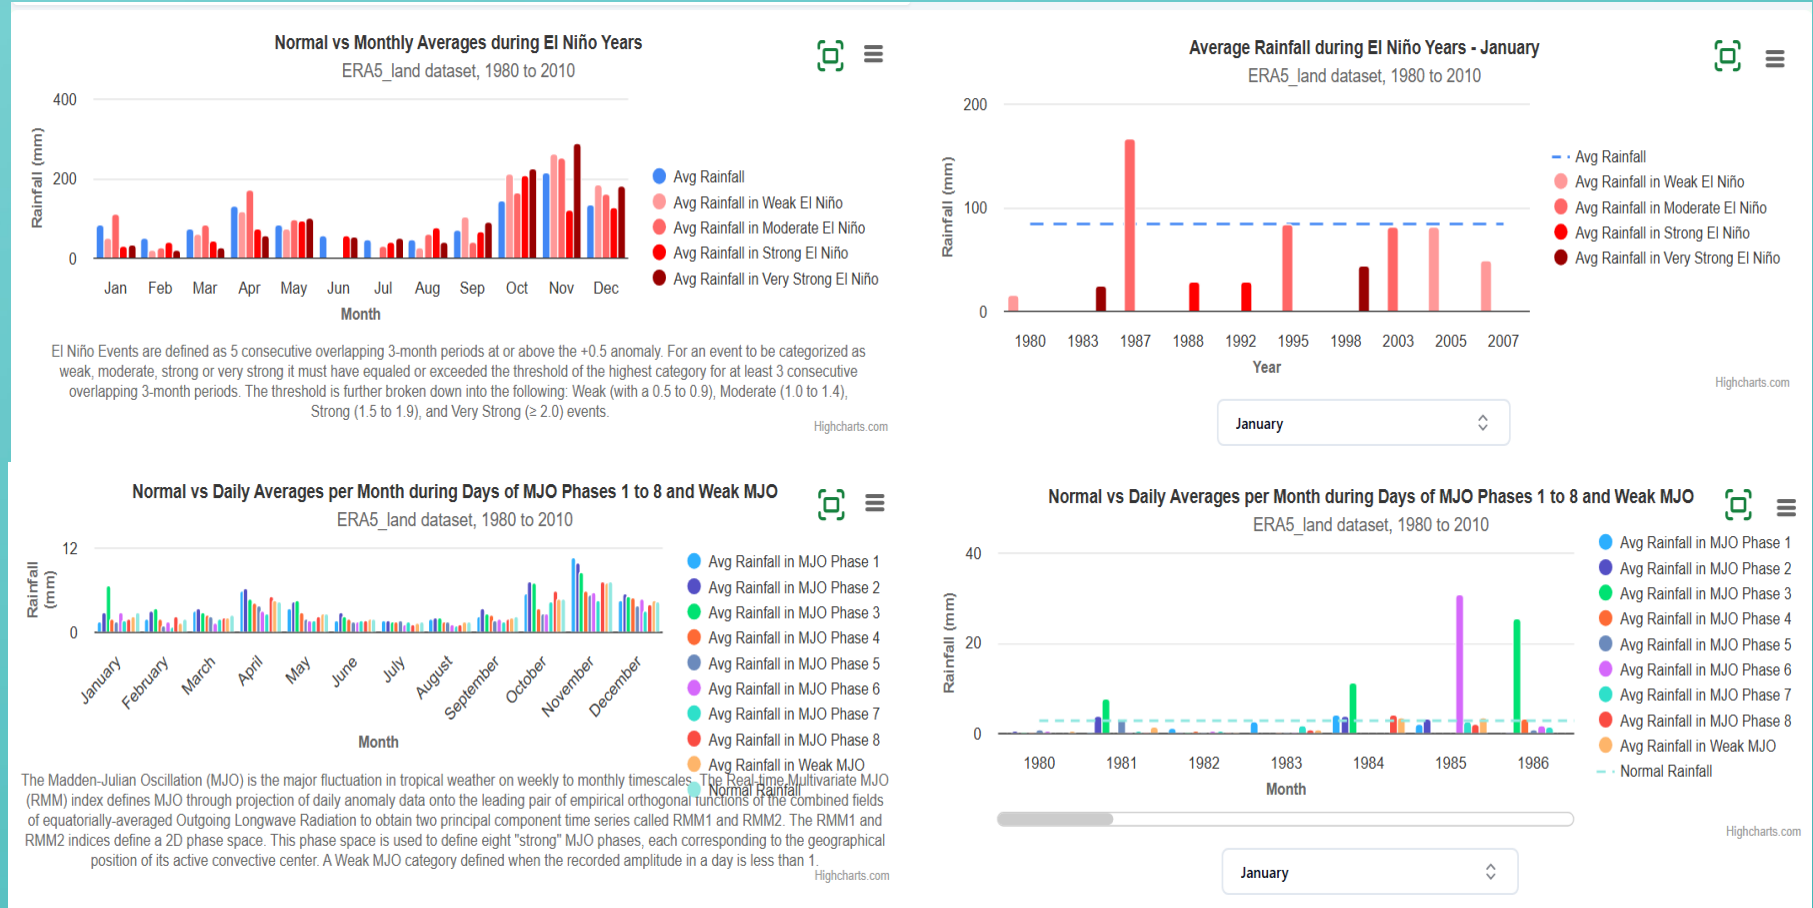 Normal vs Monthly Averages during El Niño Years
ERA5_land dataset, 1980 to 2010
400
200
0
Rainfall (mm)
Jan Feb Mar Apr May Jun Jul Aug Sep Oct Nov Dec
Month
Avg Rainfall
Avg Rainfall in Weak El Niño
Avg Rainfall in Moderate El Niño
Avg Rainfall in Strong El Niño
Avg Rainfall in Very Strong El Niño
El Niño Events are defined as 5 consecutive overlapping 3-month periods at or above the +0.5 anomaly. For an event to be categorized as
weak, moderate, strong or very strong it must have equaled or exceeded the threshold of the highest category for at least 3 consecutive
overlapping 3-month periods. The threshold is further broken down into the following: Weak (with a 0.5 to 0.9), Moderate (1.0 to 1.4),
Strong (1.5 to 1.9), and Very Strong (≥ 2.0) events.
Highcharts.com
Average Rainfall during El Niño Years - January
ERA5_land dataset, 1980 to 2010
200
100
0
Rainfall (mm)
1980 1983 1987 1988 1992 1995 1998 2003 2005 2007
Year
Avg Rainfall
Avg Rainfall in Weak El Niño
Avg Rainfall in Moderate El Niño
Avg Rainfall in Strong El Niño
Avg Rainfall in Very Strong El Niño
Highcharts.com
January
Normal vs Daily Averages per Month during Days of MJO Phases 1 to 8 and Weak MJO
ERA5_land dataset, 1980 to 2010
12
0
Rainfall
(mm)
January February March April May June July August September October November December
Month
Avg Rainfall in MJO Phase 1
Avg Rainfall in MJO Phase 2
Avg Rainfall in MJO Phase 3
Avg Rainfall in MJO Phase 4
Avg Rainfall in MJO Phase 5
Avg Rainfall in MJO Phase 6
Avg Rainfall in MJO Phase 7
Avg Rainfall in MJO Phase 8
Avg Rainfall in Weak MJO
Normal Rainfall
The Madden-Julian Oscillation (MJO) is the major fluctuation in tropical weather on weekly to monthly timescales. The Real-time Multivariate MJO
(RMM) index defines MJO through projection of daily anomaly data onto the leading pair of empirical orthogonal functions of the combined fields
of equatorially-averaged Outgoing Longwave Radiation to obtain two principal component time series called RMM1 and RMM2. The RMM1 and
RMM2 indices define a 2D phase space. This phase space is used to define eight "strong" MJO phases, each corresponding to the geographical
position of its active convective center. A Weak MJO category defined when the recorded amplitude in a day is less than 1.
Highcharts.com
Normal vs Daily Averages per Month during Days of MJO Phases 1 to 8 and Weak MJO
ERA5_land dataset, 1980 to 2010
40
20
0
Rainfall (mm)
1980 1981 1982 1983 1984 1985 1986
Month
Avg Rainfall in MJO Phase 1
Avg Rainfall in MJO Phase 2
Avg Rainfall in MJO Phase 3
Avg Rainfall in MJO Phase 4
Avg Rainfall in MJO Phase 5
Avg Rainfall in MJO Phase 6
Avg Rainfall in MJO Phase 7
Avg Rainfall in MJO Phase 8
Avg Rainfall in Weak MJO
Normal Rainfall
Highcharts.com
January